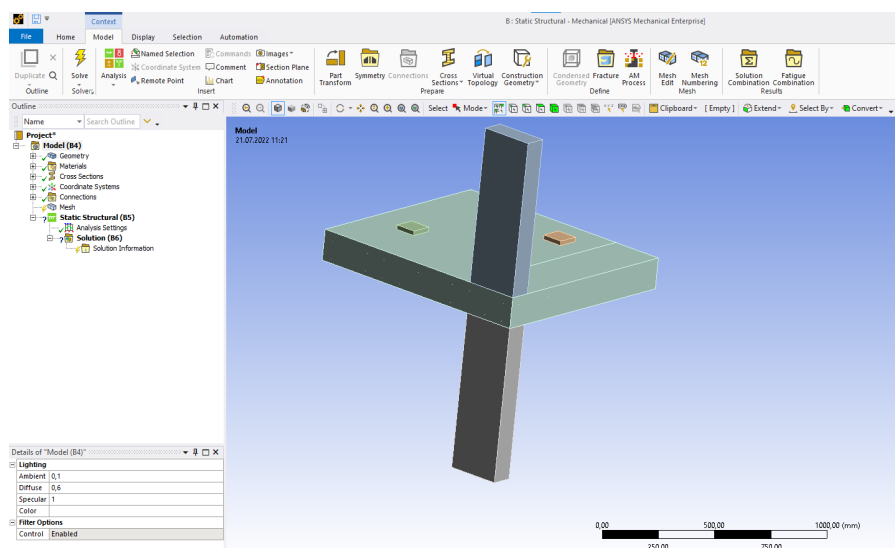 Context
B : Static Structural - Mechanical [ANSYS Mechanical Enterprise]
File Home Model Display Selection Automation
Duplicate Solve Analysis Named Selection Commands Images
Coordinate System Comment Section Plane
Remote Point Chart Annotation
Part Transform Symmetry Connections Cross Sections Virtual Topology Construction Geometry Condensed Geometry Fracture AM Process Mesh Edit Mesh Numbering Solution Combination Fatigue Combination
Outline Solver Insert Prepare Define Mesh Results
Outline
Name Search Outline
Select Mode Clipboard [ Empty ] Extend Select By Convert
Project*
Model (B4)
Geometry
Materials
Cross Sections
Coordinate Systems
Connections
Mesh
Static Structural (B5)
Analysis Settings
Solution (B6)
Solution Information
Model
21.07.2022 11:21
Details of "Model (B4)"
Lighting
Ambient 0,1
Diffuse 0,6
Specular 1
Color
Filter Options
Control Enabled
0,00 500,00 1000,00 (mm)
250,00 750,00